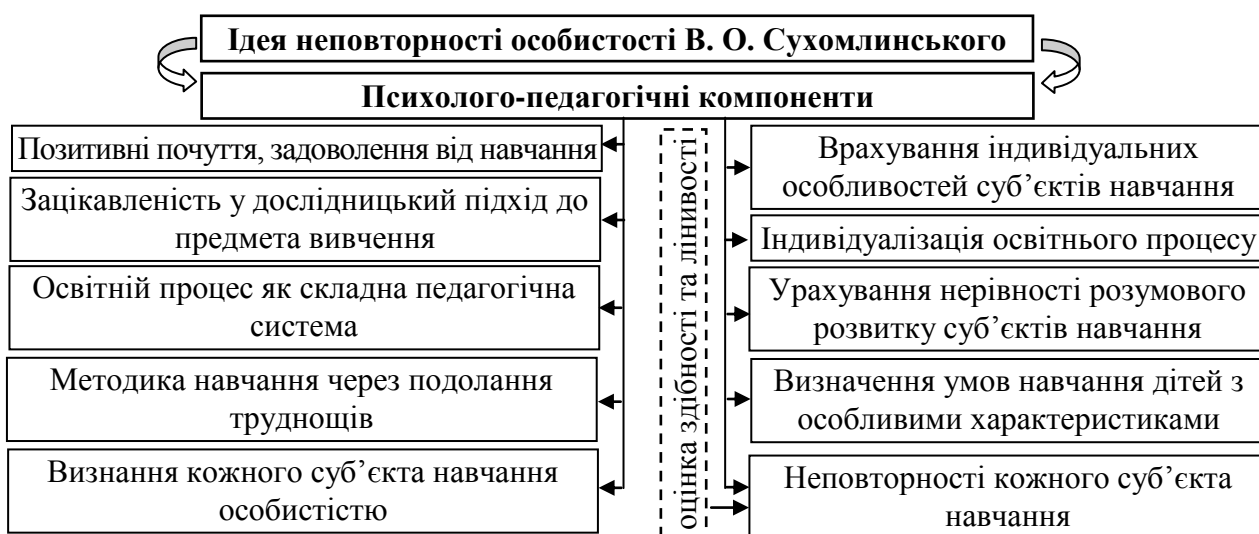 Ідея неповторності особистості В. О. Сухомлинського
Психолого-педагогічні компоненти
Позитивні почуття, задоволення від навчання
Зацікавленість у дослідницький підхід до
предмета вивчення
Освітній процес як складна педагогічна
система
Методика навчання через подолання
труднощів
Визнання кожного суб’єкта навчання
особистістю
оцінка здібності та лінивості
Врахування індивідуальних
особливостей суб’єктів навчання
Індивідуалізація освітнього процесу
Урахування нерівності розумового
розвитку суб’єктів навчання
Визначення умов навчання дітей з
особливими характеристиками
Неповторності кожного суб’єкта
навчання